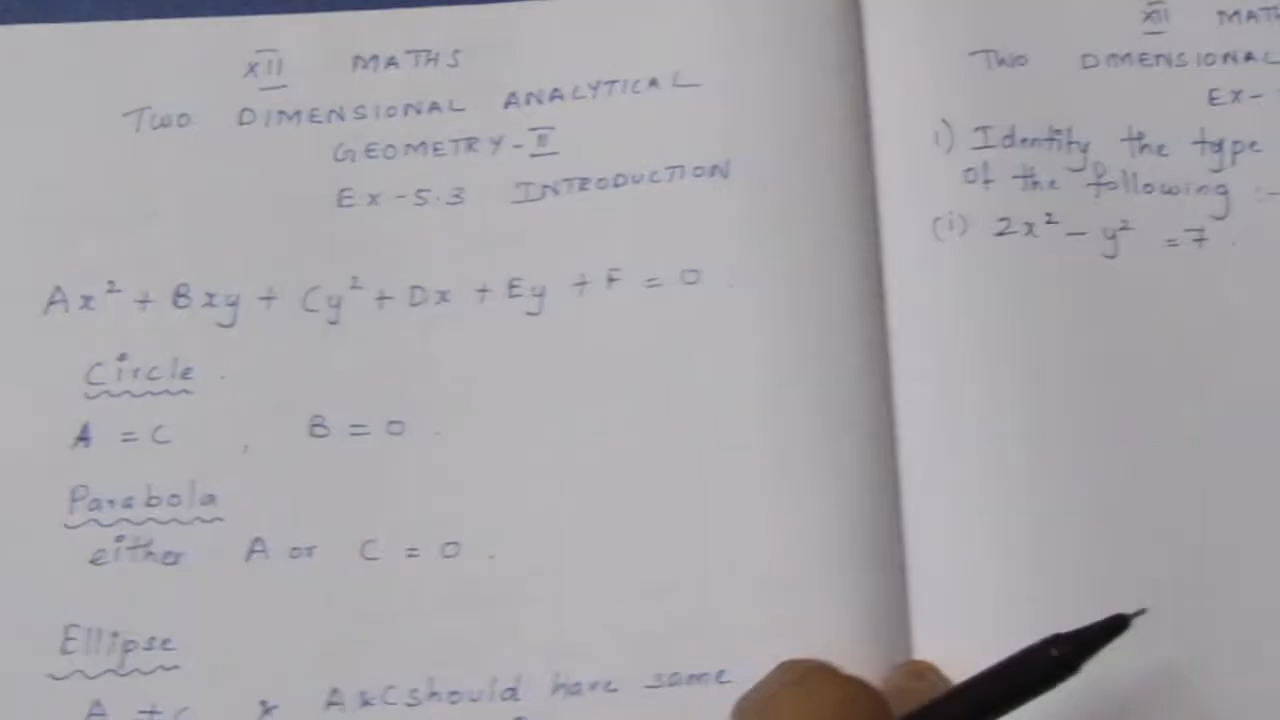 XII MATHS
TWO DIMENSIONAL ANALYTICAL
GEOMETRY-II
Ex-5.3 INTRODUCTION
Ax² + Bxy + Cy² + Dx + Ey + F = 0
Circle
A = C, B = 0
Parabola
either A or C = 0
Ellipse
A ≠ C & A & C should have same
XII MATH
TWO DIMENSIONAL
Ex-
1) Identify the type
of the following :-
(i) 2x² - y² = 7